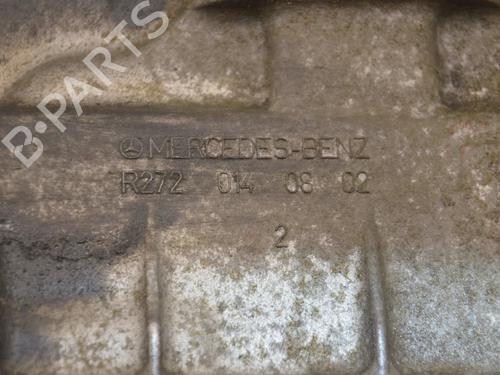 B-PARTS
MERCEDES-BENZ
R272 014 08 02
2